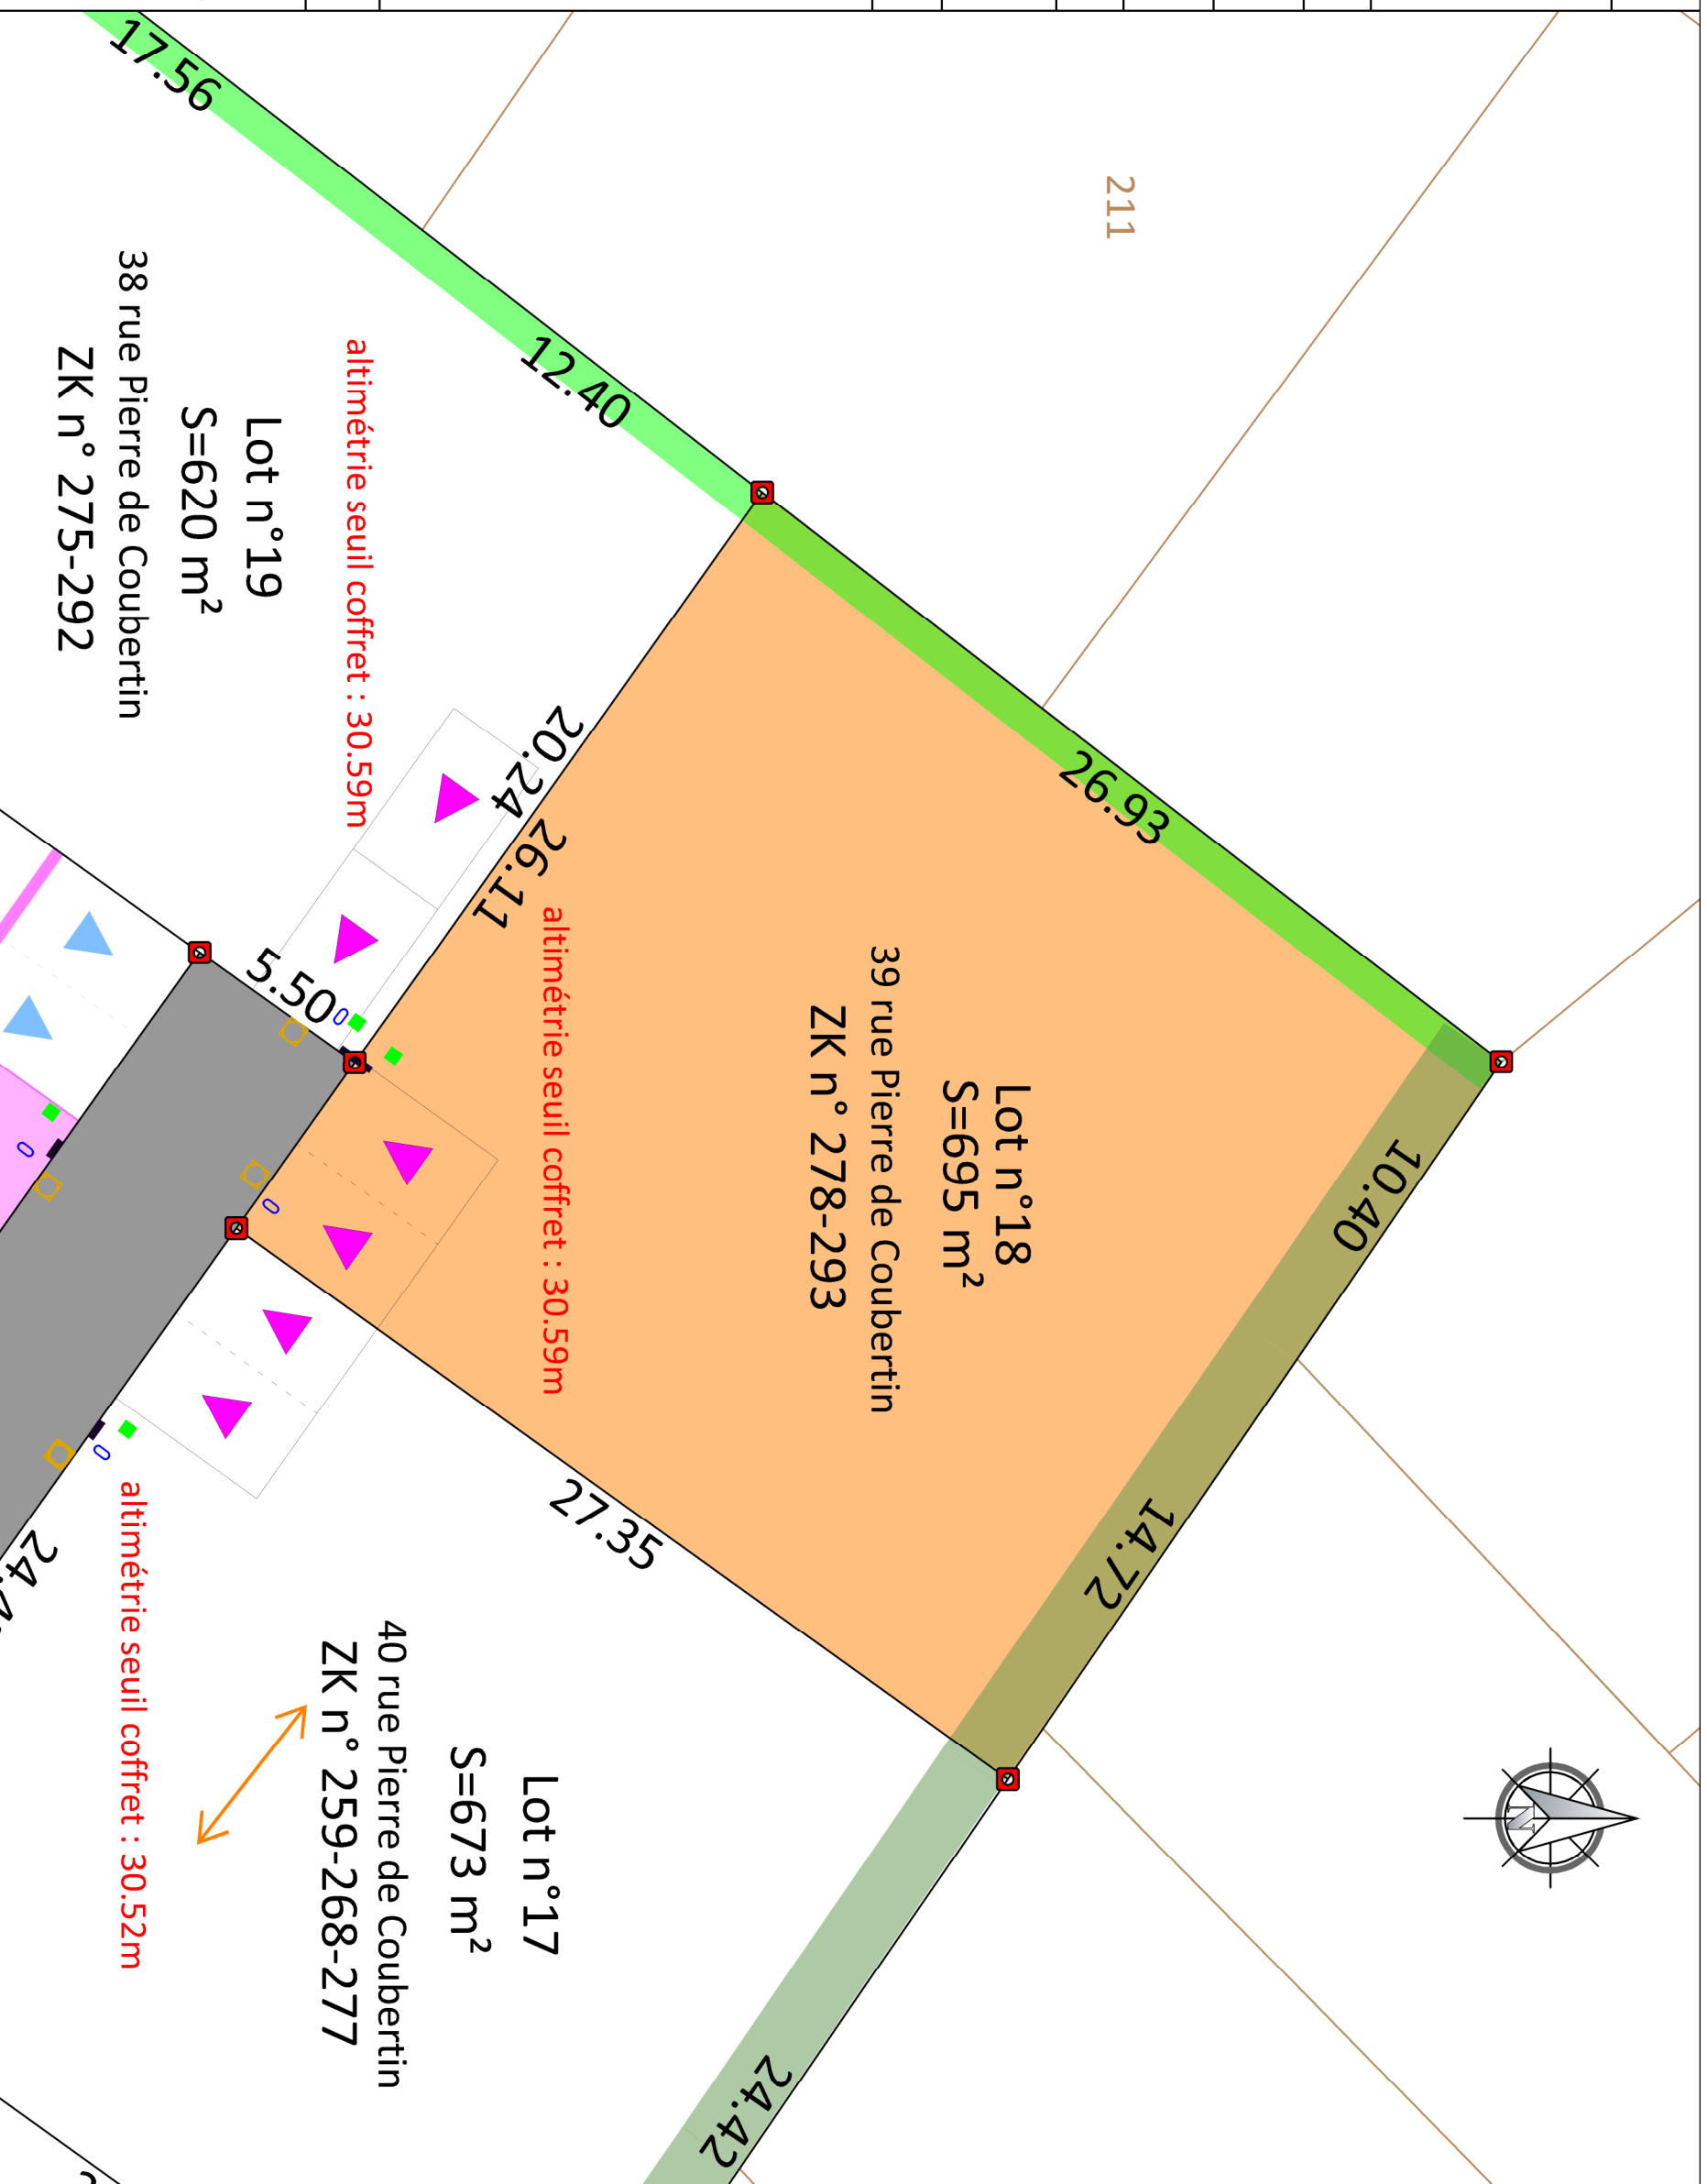 17.56
12.40
211
26.93
10.40
14.72
24.42
27.35
20.24
26.11
5.50
Lot n°18
S=695 m²
39 rue Pierre de Coubertin
ZK n° 278-293
altimétrie seuil coffret : 30.59m
altimétrie seuil coffret : 30.59m
Lot n°19
S=620 m²
38 rue Pierre de Coubertin
ZK n° 275-292
Lot n°17
S=673 m²
40 rue Pierre de Coubertin
ZK n° 259-268-277
altimétrie seuil coffret : 30.52m
N